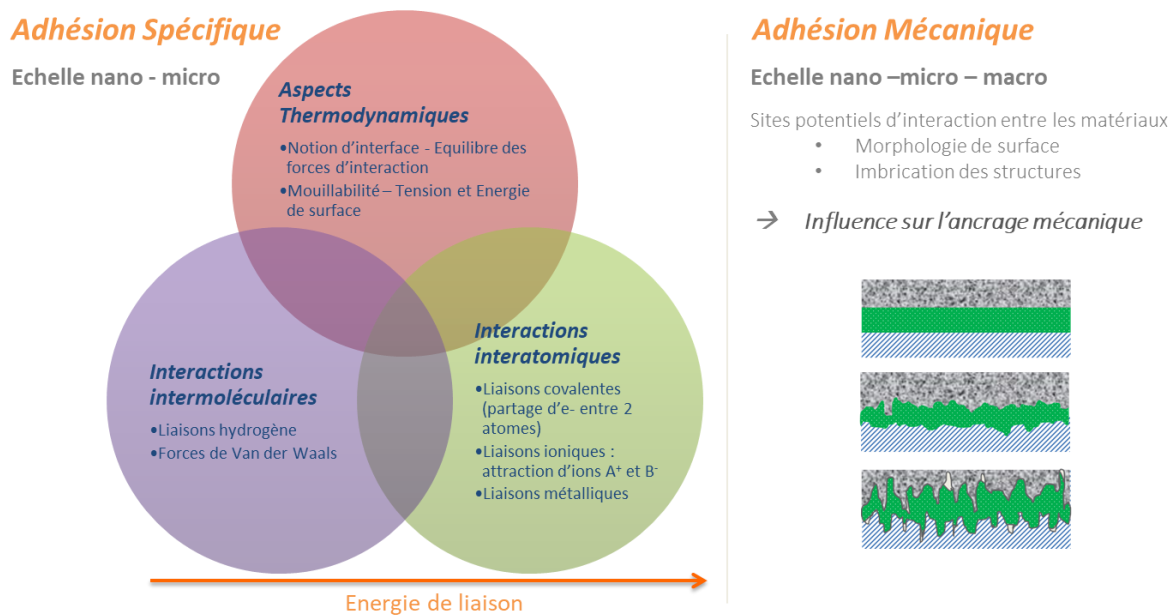 Adhésion Spécifique
Echelle nano - micro
Aspects
Thermodynamiques
•Notion d'interface - Equilibre des
forces d'interaction
•Mouillabilité – Tension et Energie
de surface
Interactions
intermoléculaires
•Liaisons hydrogène
•Forces de Van der Waals
Interactions
interatomiques
•Liaisons covalentes
(partage d'e- entre 2
atomes)
•Liaisons ioniques :
attraction d'ions A⁺ et B⁻
•Liaisons métalliques
Energie de liaison
Adhésion Mécanique
Echelle nano –micro – macro
Sites potentiels d'interaction entre les matériaux
• Morphologie de surface
• Imbrication des structures
→ Influence sur l'ancrage mécanique